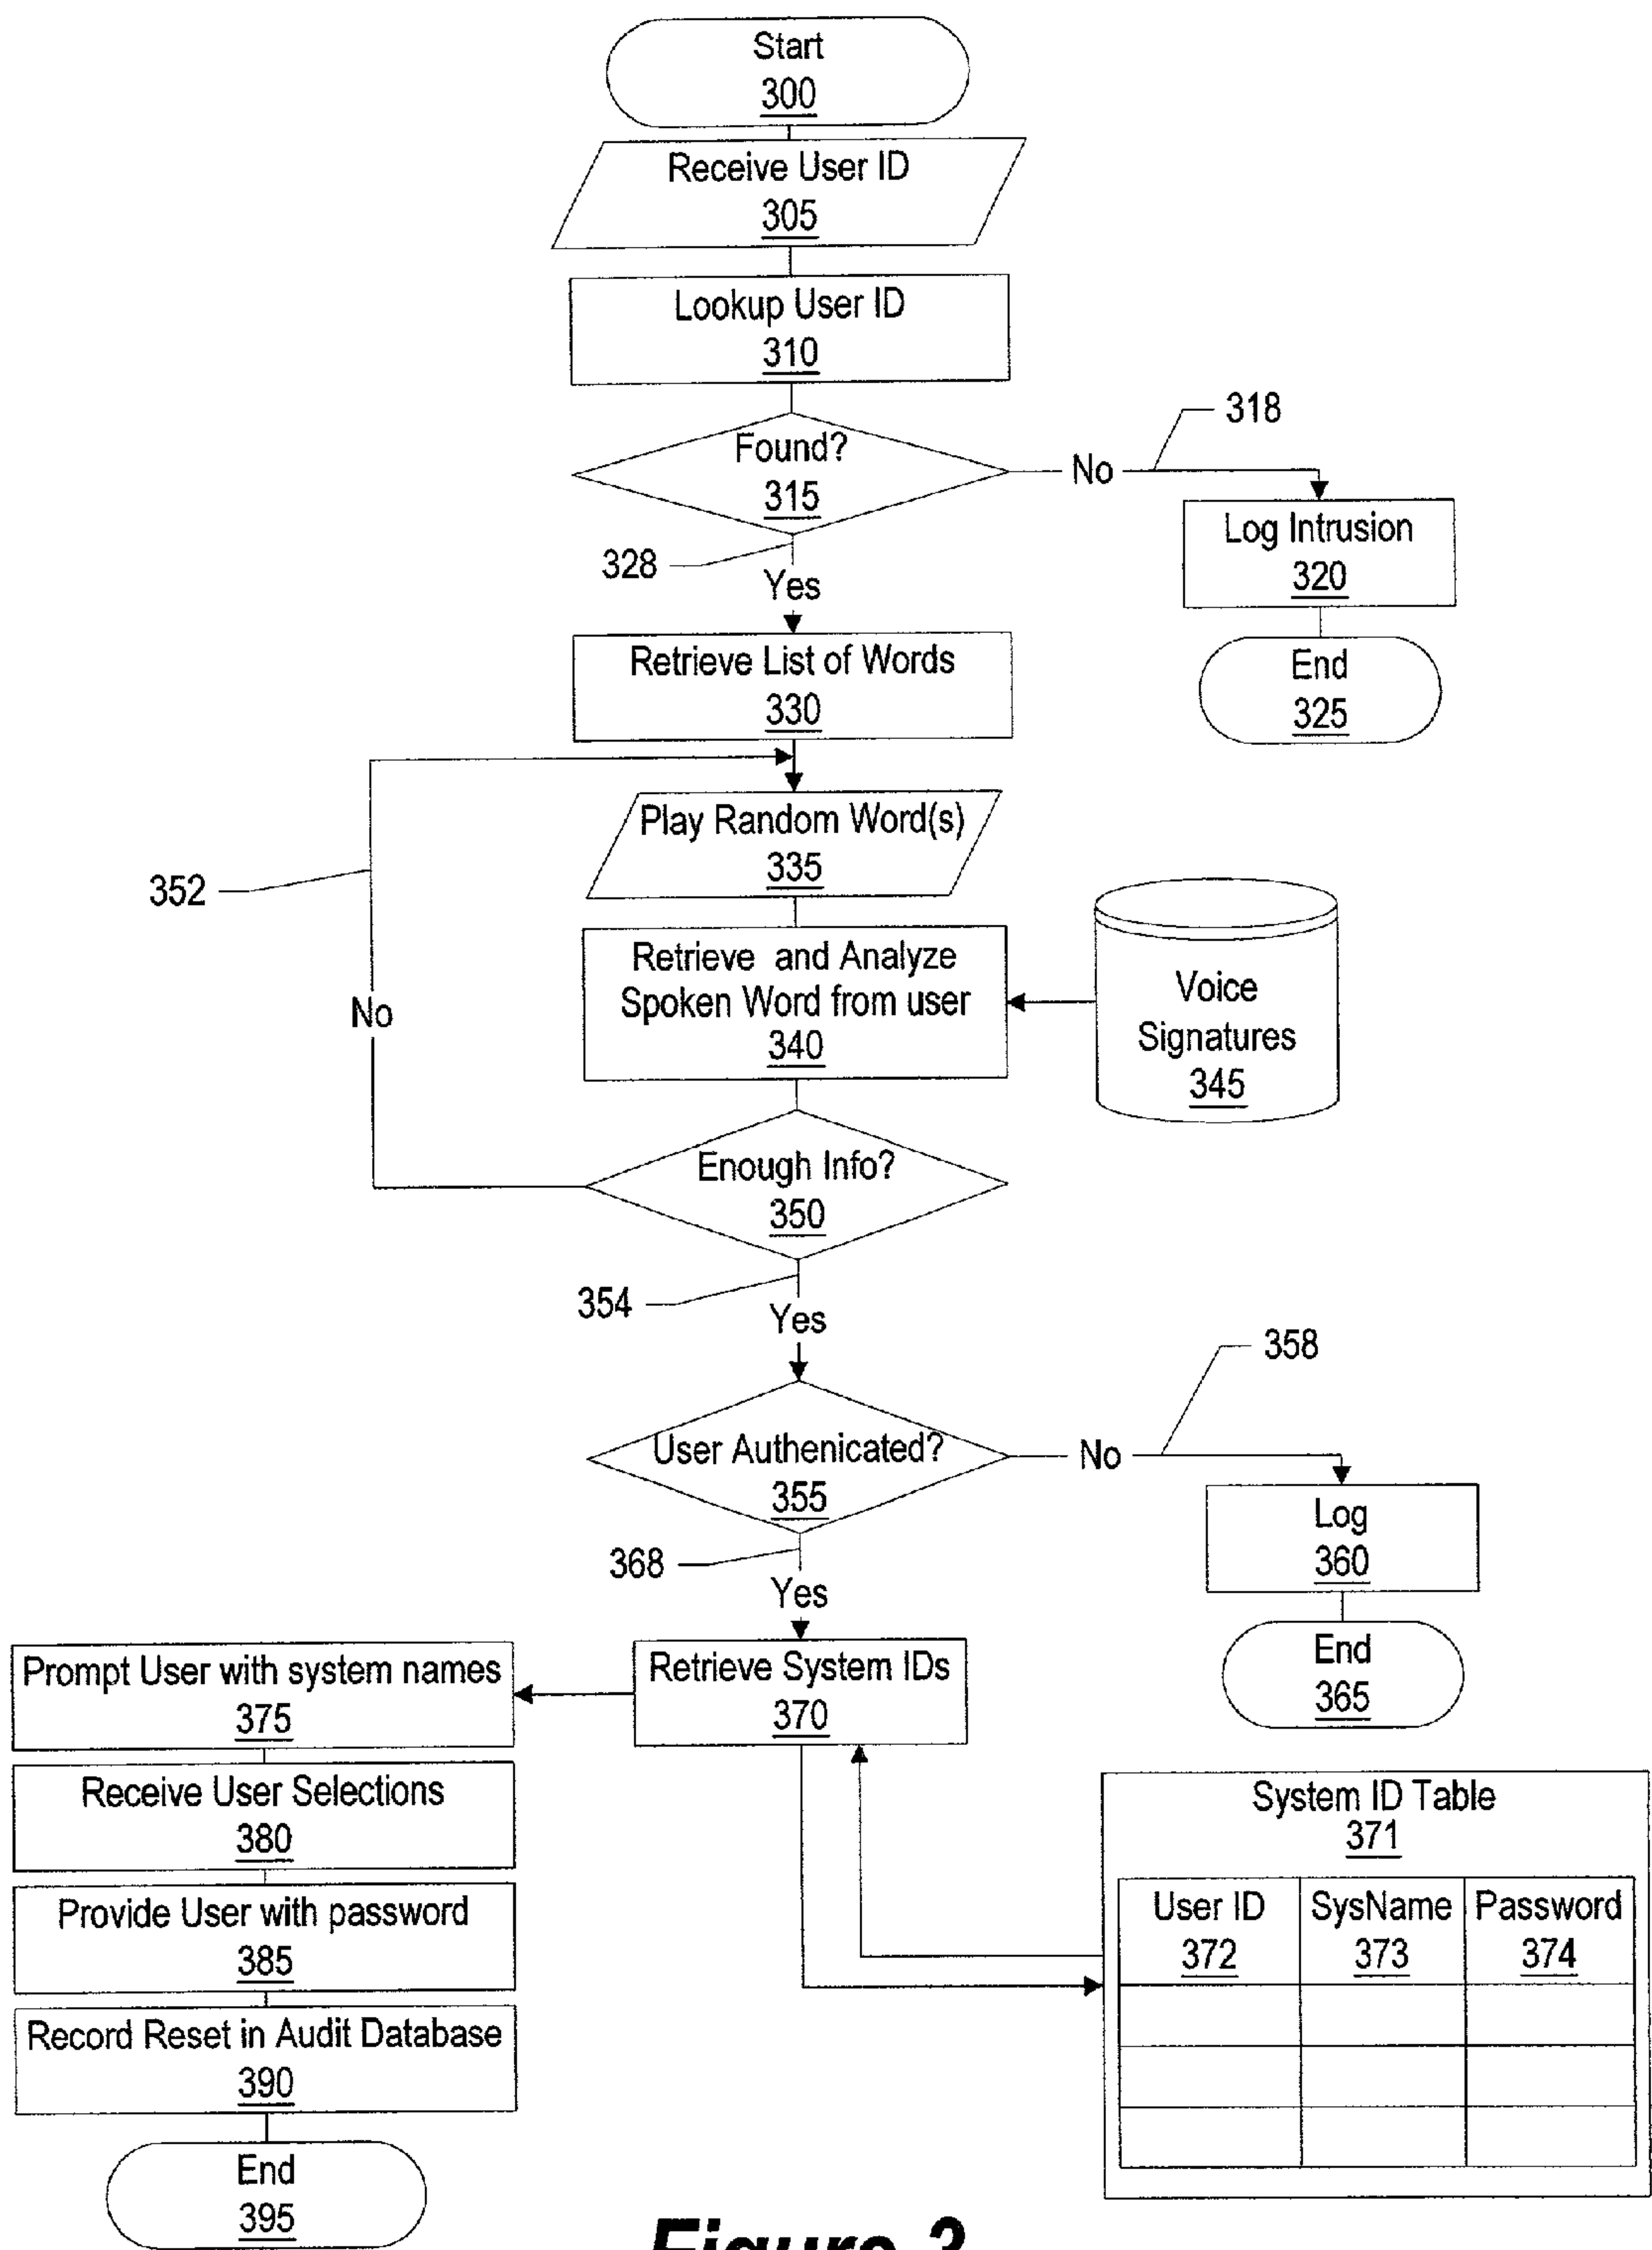 Start
300
Receive User ID
305
Lookup User ID
310
Found?
315
No
318
Log Intrusion
320
End
325
328
Yes
Retrieve List of Words
330
Play Random Word(s)
335
352
Retrieve and Analyze
Spoken Word from user
340
Voice
Signatures
345
No
Enough Info?
350
354
Yes
User Authenicated?
355
No
358
Log
360
End
365
368
Yes
Retrieve System IDs
370
Prompt User with system names
375
Receive User Selections
380
Provide User with password
385
Record Reset in Audit Database
390
End
395
System ID Table
371
User ID SysName Password
372 373 374
Figure 3